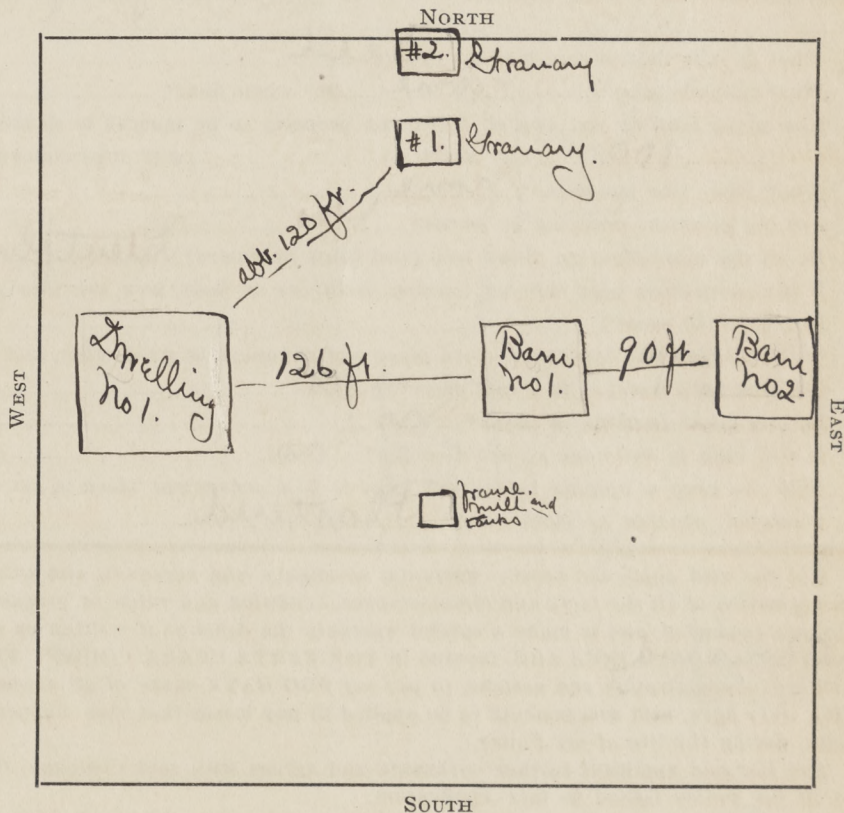 NORTH
#2. Granary
#1. Granary.
abt. 120 ft.
WEST
Dwelling
No 1.
126 ft.
Barn
No 1.
90 ft
Barn
No 2.
EAST
mill and
tanks
SOUTH